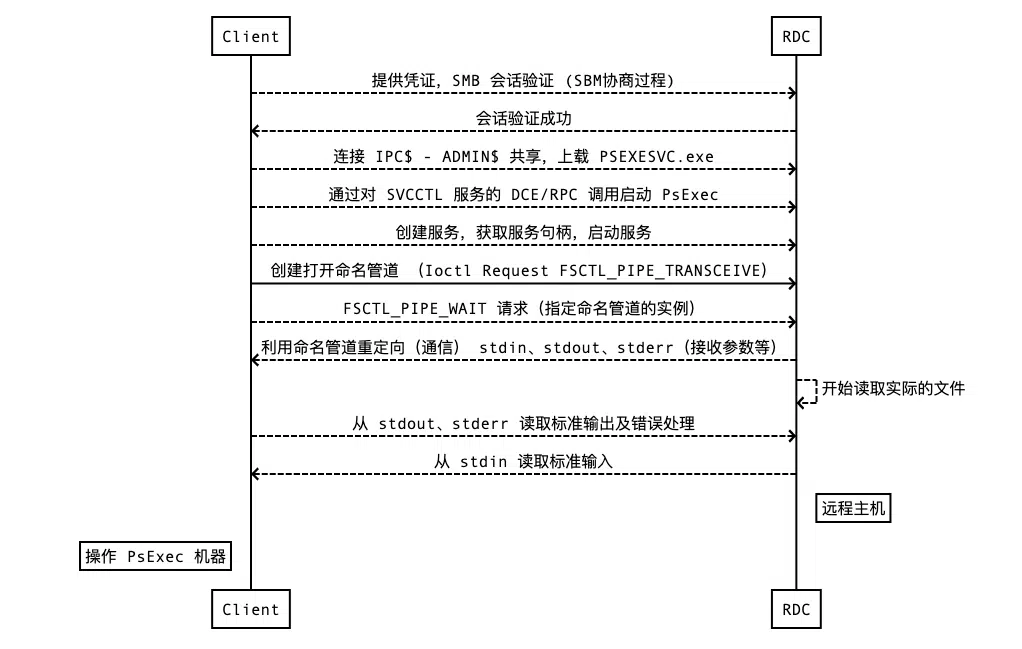 Client RDC
提供凭证，SMB 会话验证 (SBM协商过程)
会话验证成功
连接 IPC$ - ADMIN$ 共享，上载 PSEXESVC.exe
通过对 SVCCTL 服务的 DCE/RPC 调用启动 PsExec
创建服务，获取服务句柄，启动服务
创建打开命名管道 （Ioctl Request FSCTL_PIPE_TRANSCEIVE）
FSCTL_PIPE_WAIT 请求（指定命名管道的实例）
利用命名管道重定向（通信） stdin、stdout、stderr（接收参数等）
开始读取实际的文件
从 stdout、stderr 读取标准输出及错误处理
从 stdin 读取标准输入
远程主机
操作 PsExec 机器
Client RDC